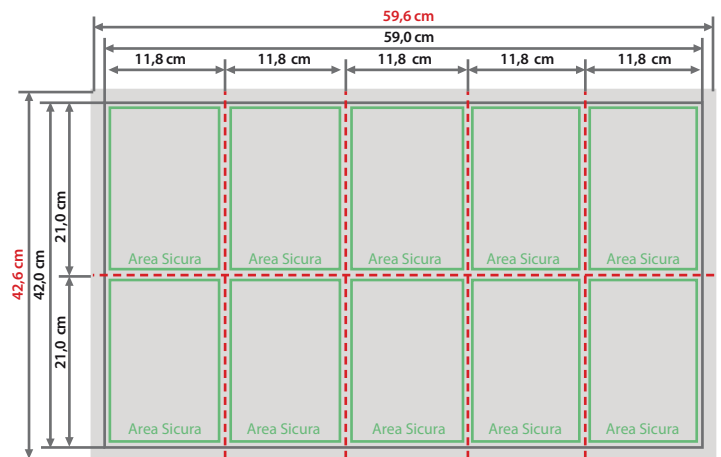 59,6 cm
59,0 cm
11,8 cm 11,8 cm 11,8 cm 11,8 cm 11,8 cm
42,6 cm
42,0 cm
21,0 cm
Area Sicura Area Sicura Area Sicura Area Sicura Area Sicura
21,0 cm
Area Sicura Area Sicura Area Sicura Area Sicura Area Sicura